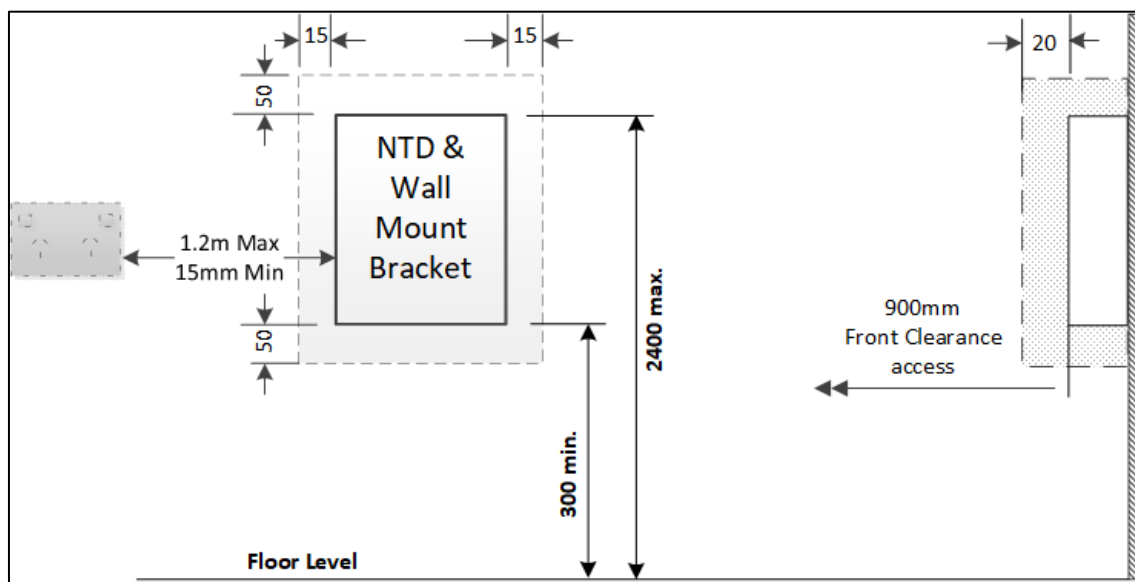 15
15
20
50
NTD &
Wall
Mount
Bracket
1.2m Max
15mm Min
50
2400 max.
300 min.
900mm
Front Clearance
access
Floor Level